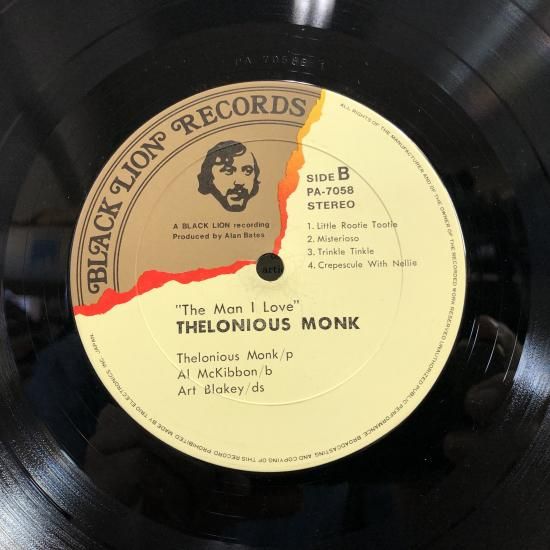 PA 7058B 1
BLACK LION RECORDS
A BLACK LION recording
Produced by Alan Bates
SIDE B
PA-7058
STEREO
1. Little Rootie Tootie
2. Misterioso
3. Trinkle Tinkle
4. Crepescule With Nellie
"The Man I Love"
THELONIOUS MONK
Thelonious Monk/p
Al McKibbon/b
Art Blakey/ds
ALL RIGHTS OF THE MANUFACTURER AND OF THE OWNER OF THE RECORDED WORK RESERVED UNAUTHORIZED PUBLIC PERFORMANCE, BROADCASTING AND COPYING OF THIS RECORD PROHIBITED MADE BY TRIO ELECTRONICS INC. JAPAN.